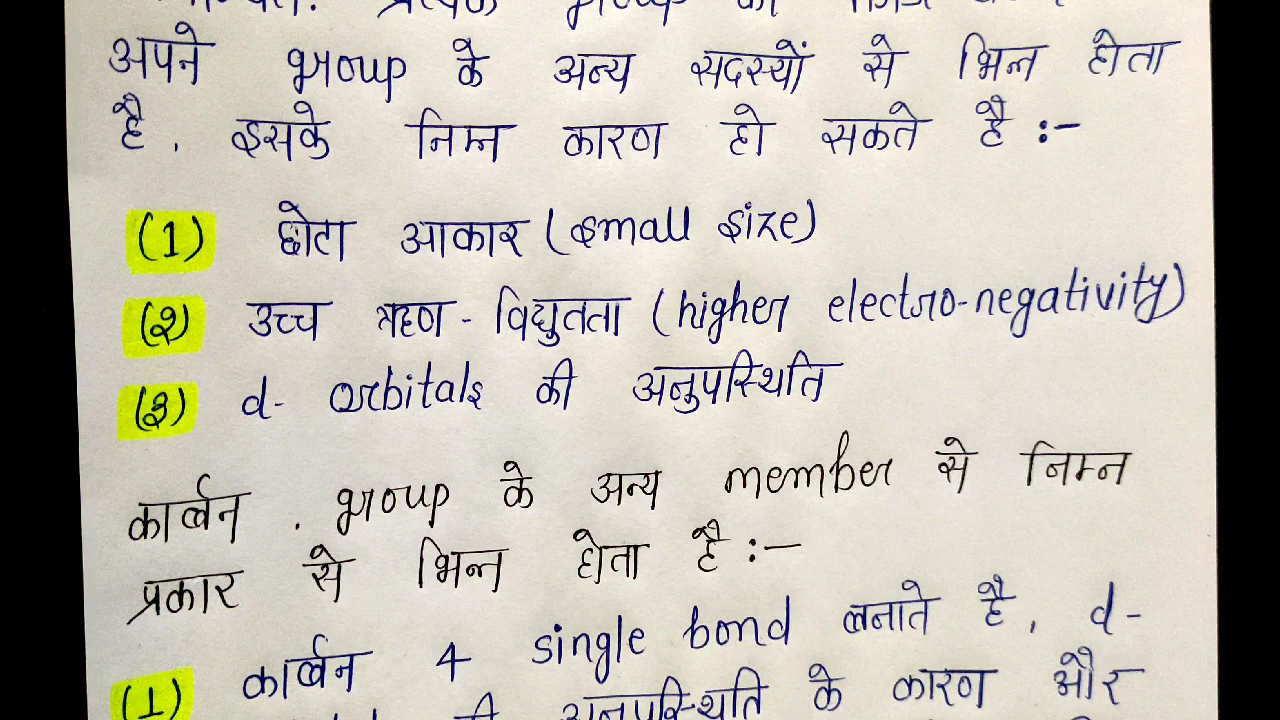 group
अपने group के अन्य सदस्यों से भिन्न होता
है. इसके निम्न कारण हो सकते है :-
(1) छोटा आकार (small size)
(2) उच्च ऋण - विद्युतता (higher electro-negativity)
(3) d- orbitals की अनुपस्थिति
कार्बन . group के अन्य member से निम्न
प्रकार से भिन्न होता है :-
(1) कार्बन 4 single bond बनाते है, d-
की अनुपस्थिति के कारण और